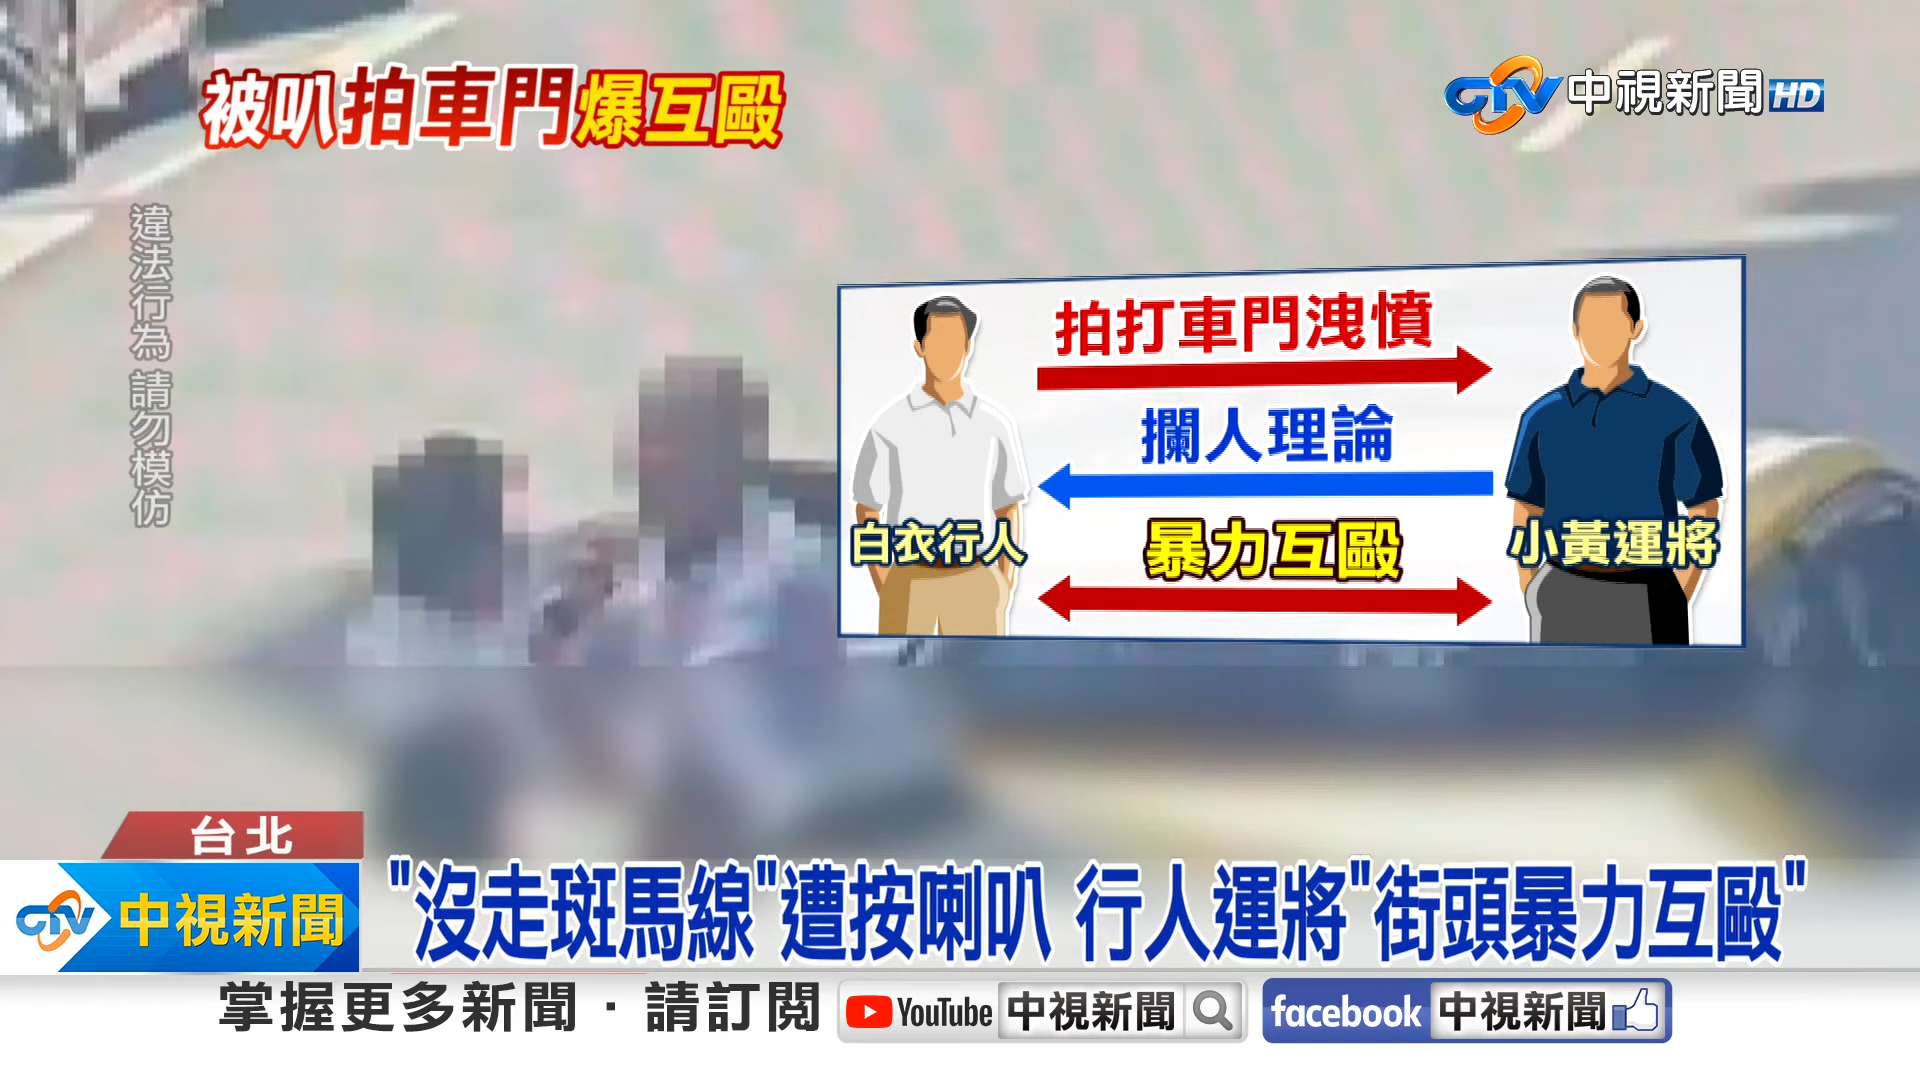 被叭拍車門爆互毆
CTV 中視新聞 HD
違法行為 請勿模仿
拍打車門洩憤
攔人理論
白衣行人
暴力互毆
小黃運將
台北
CTV 中視新聞
"沒走斑馬線"遭按喇叭 行人運將"街頭暴力互毆"
掌握更多新聞・請訂閱 YouTube 中視新聞 facebook 中視新聞